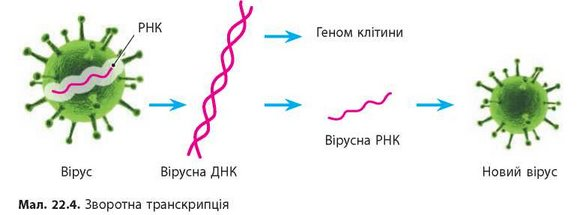 РНК
Геном клітини
Вірус
Вірусна ДНК
Вірусна РНК
Новий вірус
Мал. 22.4. Зворотна транскрипція